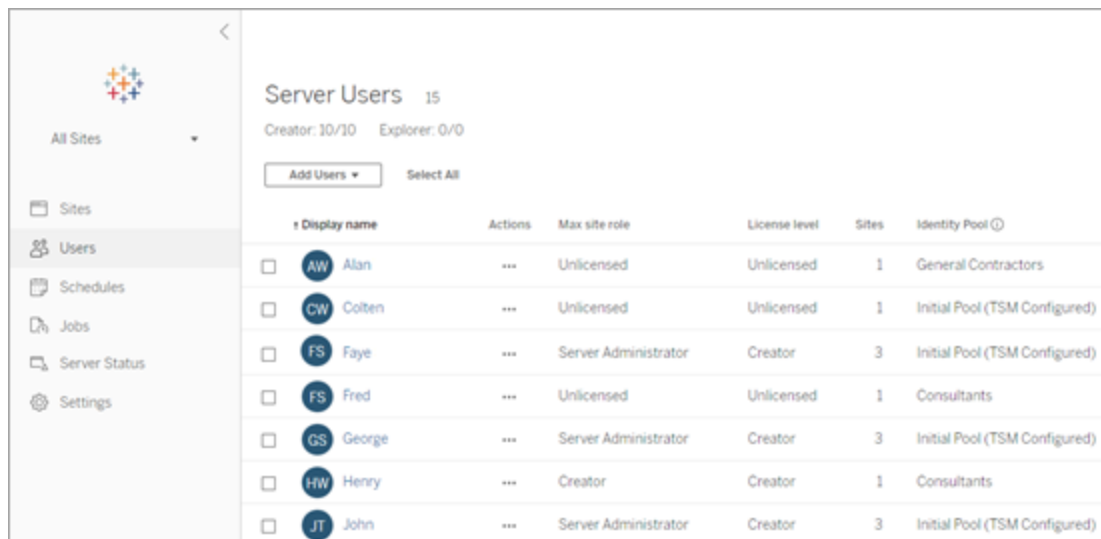 All Sites
Sites
Users
Schedules
Jobs
Server Status
Settings
Server Users 15
Creator: 10/10 Explorer: 0/0
Add Users Select All
↑ Display name Actions Max site role License level Sites Identity Pool
AW Alan ... Unlicensed Unlicensed 1 General Contractors
CW Colten ... Unlicensed Unlicensed 1 Initial Pool (TSM Configured)
FS Faye ... Server Administrator Creator 3 Initial Pool (TSM Configured)
FS Fred ... Unlicensed Unlicensed 1 Consultants
GS George ... Server Administrator Creator 3 Initial Pool (TSM Configured)
HW Henry ... Creator Creator 1 Consultants
JT John ... Server Administrator Creator 3 Initial Pool (TSM Configured)